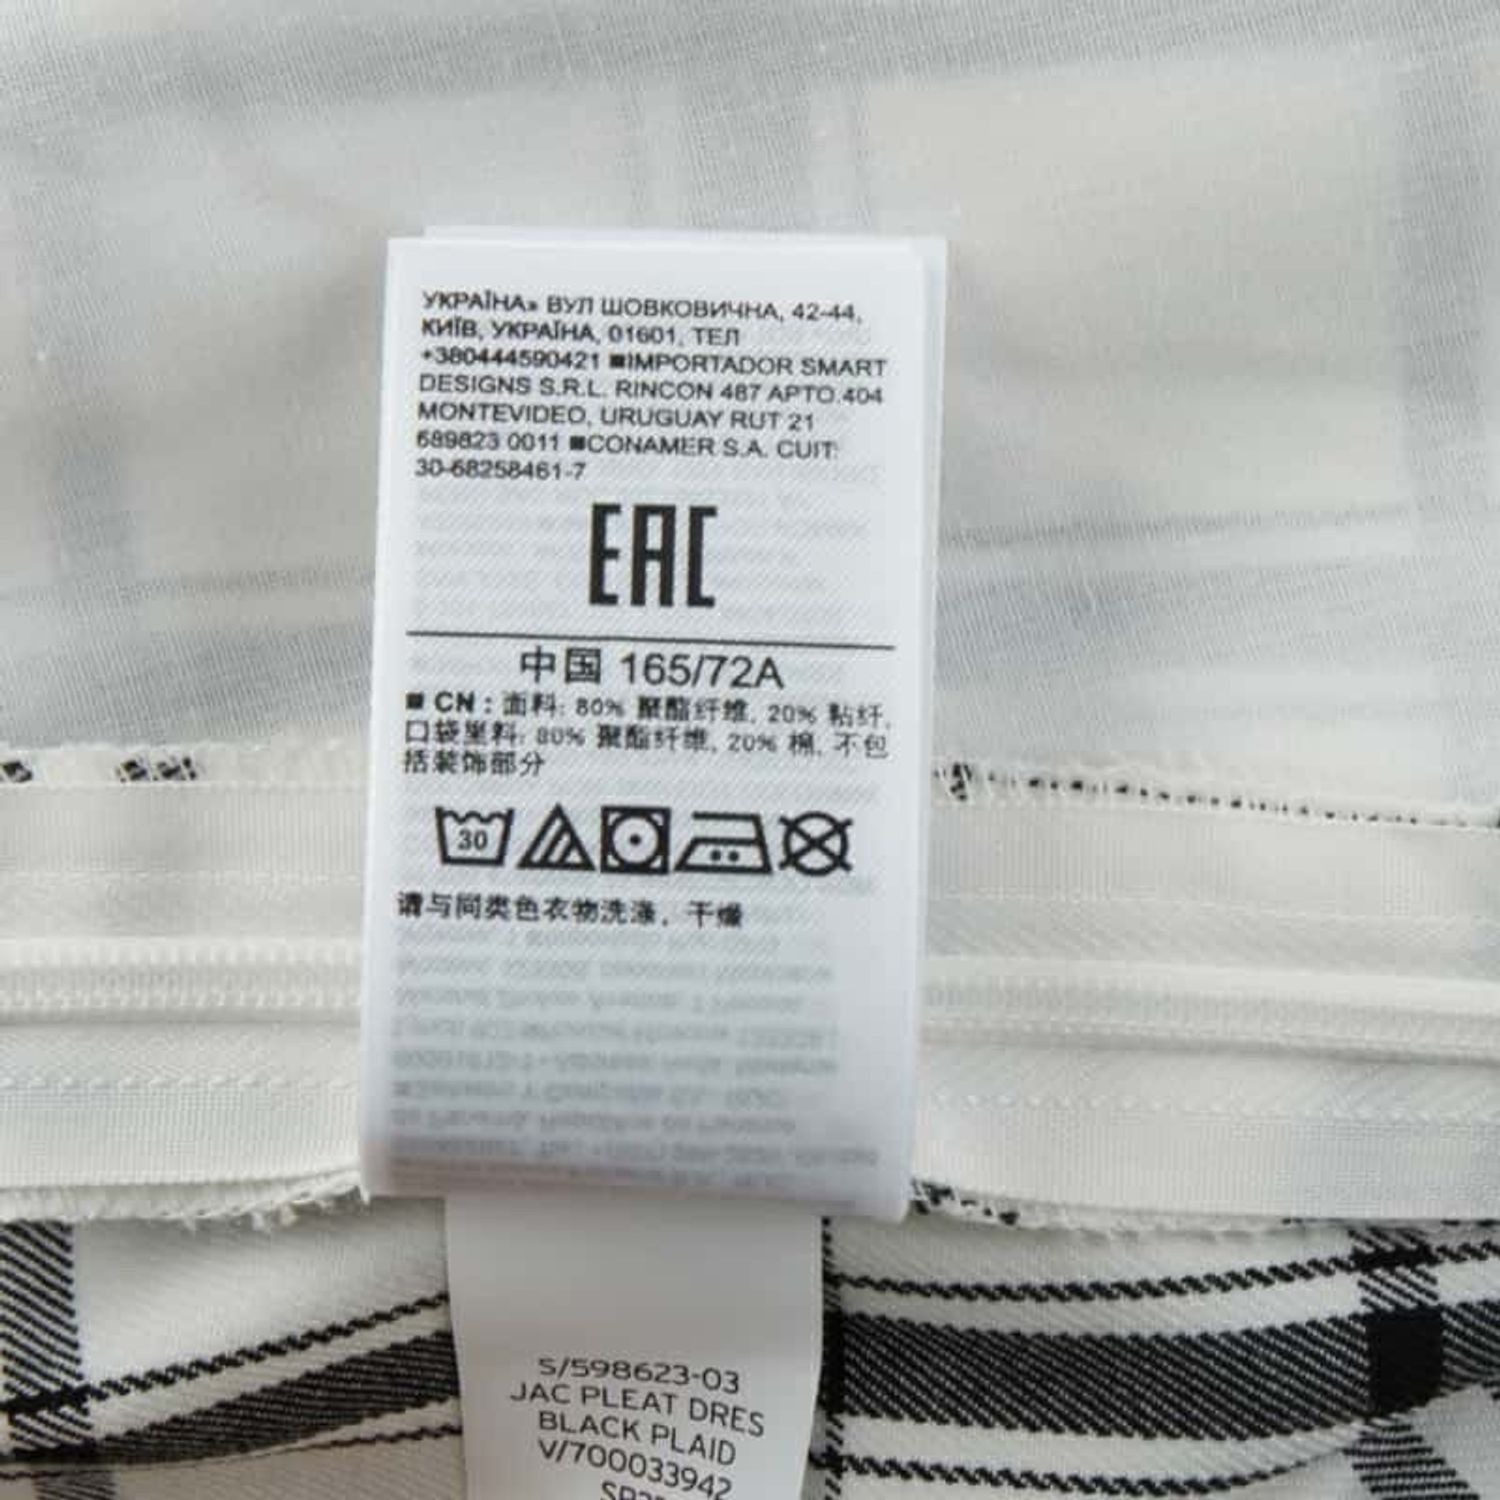 УКРАЇНА» ВУЛ ШОВКОВИЧНА, 42-44,
КИЇВ, УКРАЇНА, 01601, ТЕЛ
+380444590421 ■IMPORTADOR SMART
DESIGNS S.R.L. RINCON 487 APTO.404
MONTEVIDEO, URUGUAY RUT 21
689823 0011 ■CONAMER S.A. CUIT:
30-68258461-7
EAC
中国 165/72A
■ CN : 面料: 80% 聚酯纤维, 20% 粘纤,
口袋里料: 80% 聚酯纤维, 20% 棉, 不包
括装饰部分
30
请与同类色衣物洗涤, 干燥
S/598623-03
JAC PLEAT DRES
BLACK PLAID
V/700033942